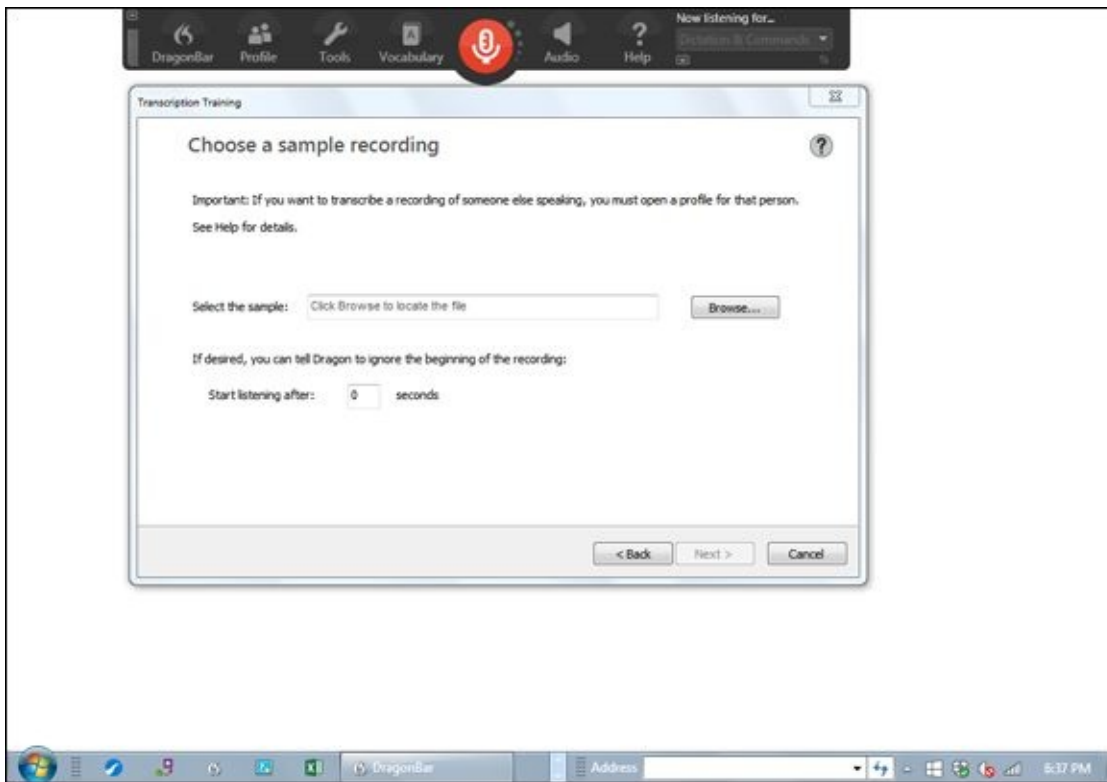 Now listening for...
DragonBar Profile Tools Vocabulary Audio Help Dictation & Commands
Transcription Training
Choose a sample recording
Important: If you want to transcribe a recording of someone else speaking, you must open a profile for that person.
See Help for details.
Select the sample: Click Browse to locate the file Browse...
If desired, you can tell Dragon to ignore the beginning of the recording:
Start listening after: 0 seconds
< Back Next > Cancel
DragonBar Address 6:37 PM